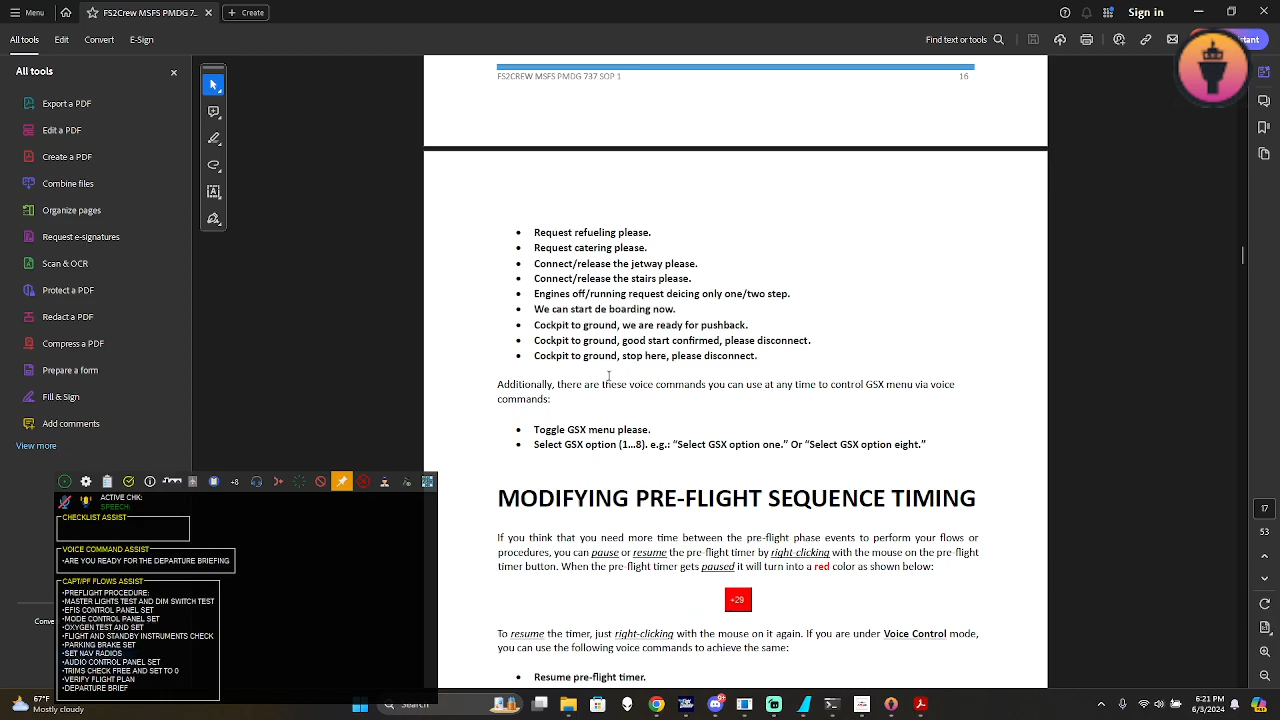 Menu
FS2Crew MSFS PMDG 7...
Create
Sign in
All tools
Edit
Convert
E-Sign
Find text or tools
All tools
Export a PDF
Edit a PDF
Create a PDF
Organize pages
Request e-signatures
Scan & OCR
Protect a PDF
Redact a PDF
Compress a PDF
Prepare a form
Fill & Sign
Add comments
View more
FS2CREW MSFS PMDG 737 SOP 1
16
• Request refueling please.
• Request catering please.
• Connect/release the jetway please.
• Connect/release the stairs please.
• Engines off/running request deicing only one/two step.
• We can start de boarding now.
• Cockpit to ground, we are ready for pushback.
• Cockpit to ground, good start confirmed, please disconnect.
• Cockpit to ground, stop here, please disconnect.
Additionally, there are these voice commands you can use at any time to control GSX menu via voice
commands:
• Toggle GSX menu please.
• Select GSX option (1…8). e.g.: “Select GSX option one.” Or “Select GSX option eight.”
MODIFYING PRE-FLIGHT SEQUENCE TIMING
If you think that you need more time between the pre-flight phase events to perform your flows or
procedures, you can pause or resume the pre-flight timer by right-clicking with the mouse on the pre-flight
timer button. When the pre-flight timer gets paused it will turn into a red color as shown below:
+29
To resume the timer, just right-clicking with the mouse on it again. If you are under Voice Control mode,
you can use the following voice commands to achieve the same:
• Resume pre-flight timer.
17
-8
ACTIVE CHK:
SPEECH:
CHECKLIST ASSIST
VOICE COMMAND ASSIST
•ARE YOU READY FOR THE DEPARTURE BRIEFING
CAPT/PF FLOWS ASSIST
•PREFLIGHT PROCEDURE:
•MASTER LIGHTS TEST AND DIM SWITCH TEST
•EFIS CONTROL PANEL SET
•MODE CONTROL PANEL SET
•OXYGEN TEST AND SET
•FLIGHT AND STANDBY INSTRUMENTS CHECK
•PARKING BRAKE SET
•SET NAV RADIOS
•AUDIO CONTROL PANEL SET
•TRIMS CHECK FREE AND SET TO 0
•VERIFY FLIGHT PLAN
•DEPARTURE BRIEF
67°F
Mostly cloudy
Search
6:21 PM
6/3/2024